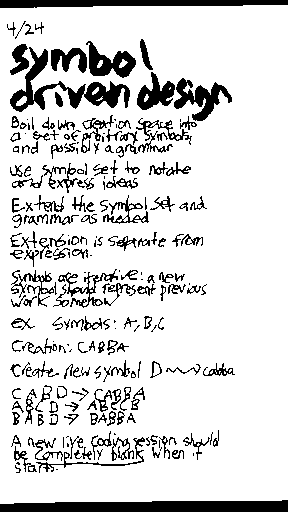 4/24
symbol
driven design
Boil down creation space into
a set of arbitrary symbols,
and possibly a grammar
use symbol set to notate
and express ideas
Extend the symbol set and
grammar as needed
Extension is separate from
expression.
Symbols are iterative: a new
symbol should represent previous
work somehow
ex. Symbols: A, B, C
Creation: CABBA
Create new symbol D~~>cabba
CABD -> CABBA
ABCD -> ABCCB
BABD -> BABBA
A new live coding session should
be completely blank when it
starts.